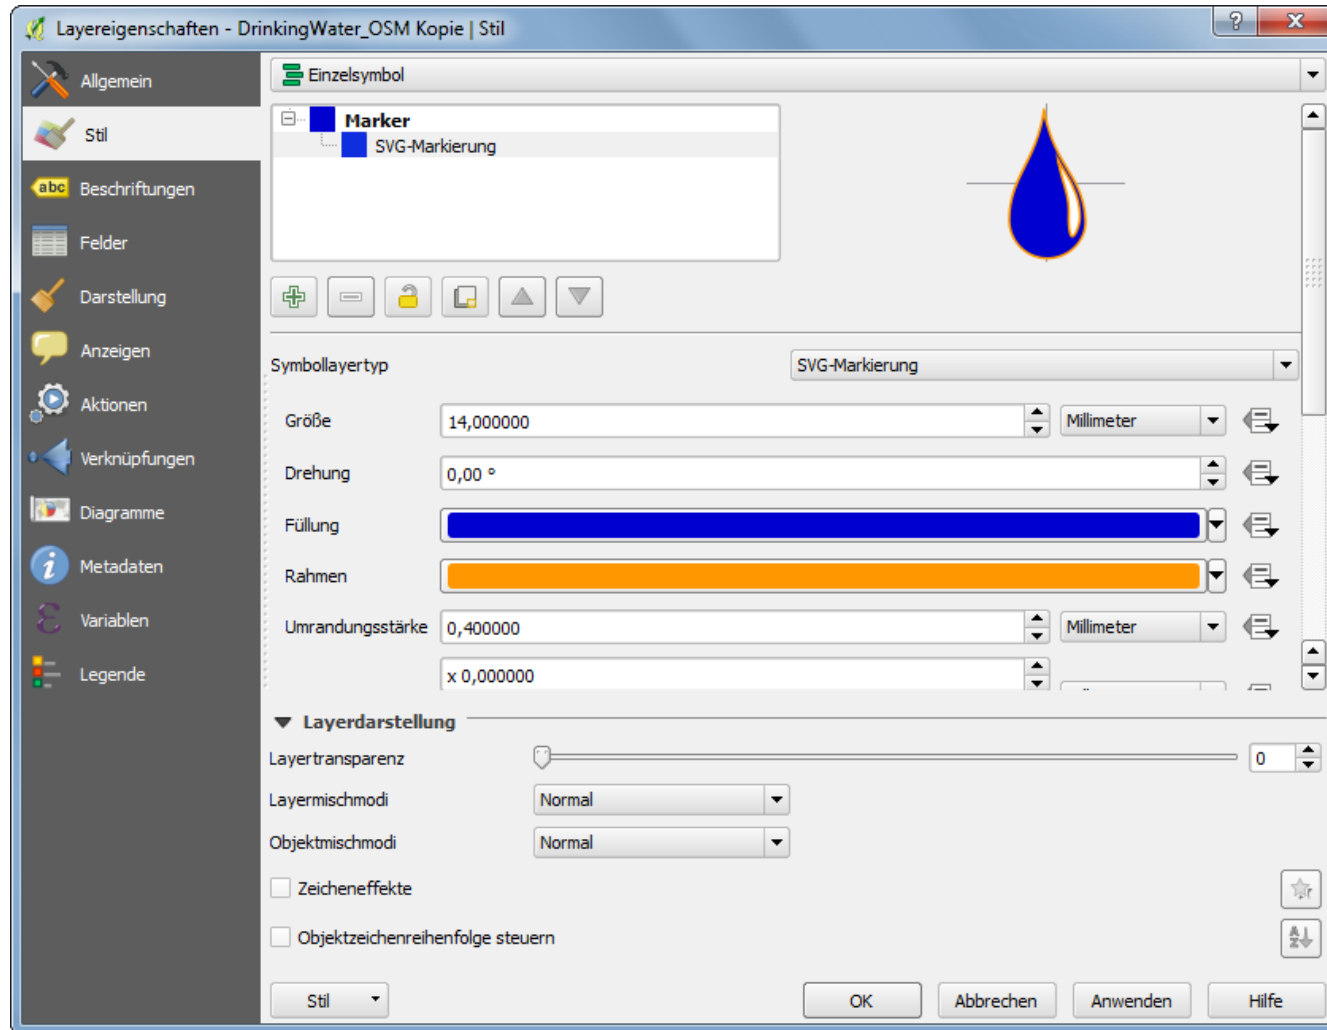 Layereigenschaften - DrinkingWater_OSM Kopie | Stil
?
Allgemein
Stil
abc Beschriftungen
Felder
Darstellung
Anzeigen
Aktionen
Verknüpfungen
Diagramme
i Metadaten
ε Variablen
Legende
Einzelsymbol
Marker
SVG-Markierung
Symbollayertyp SVG-Markierung
Größe 14,000000 Millimeter
Drehung 0,00 °
Füllung
Rahmen
Umrandungsstärke 0,400000 Millimeter
x 0,000000
Layerdarstellung
Layertransparenz 0
Layermischmodi Normal
Objektmischmodi Normal
Zeicheneffekte
Objektzeichenreihenfolge steuern
A
Z
Stil OK Abbrechen Anwenden Hilfe